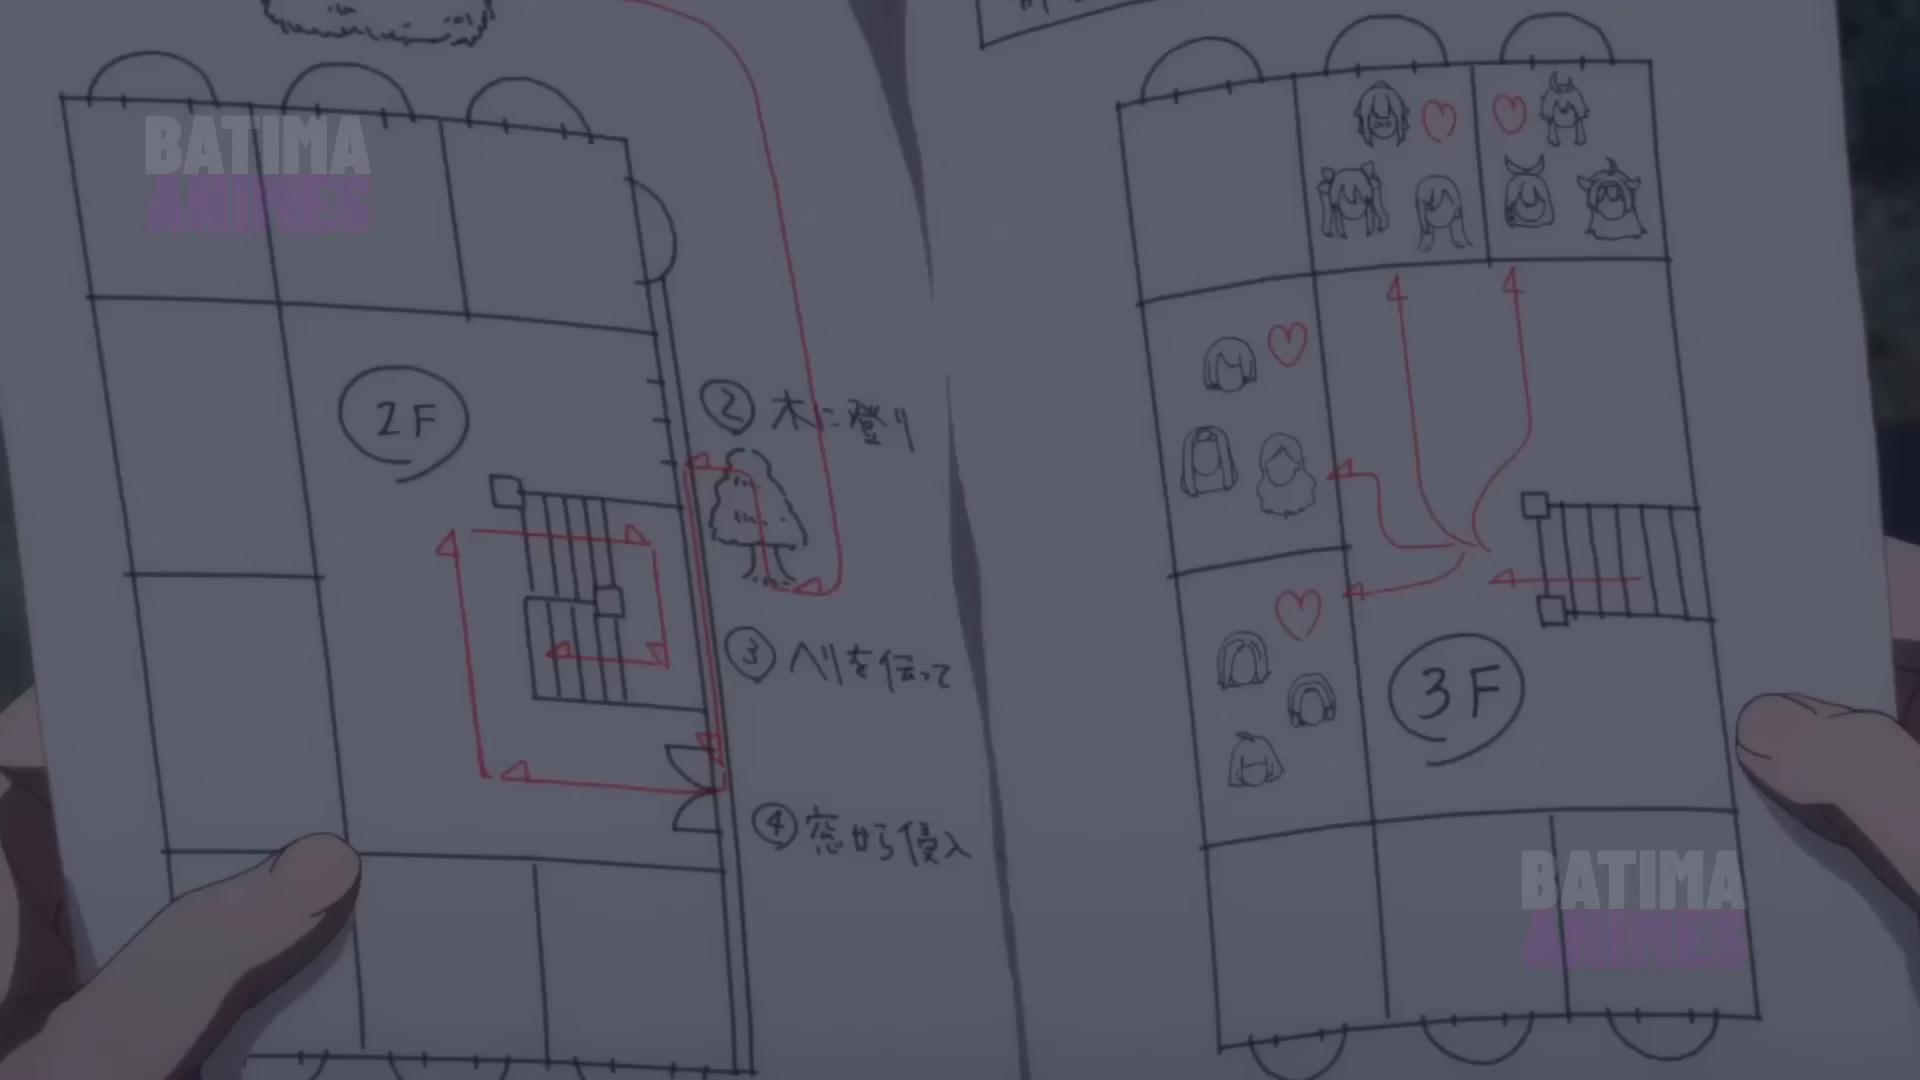 BATIMA
ANIMES
2F
② 木に登り
③ ヘリを伝って
④ 窓から侵入
3F
BATIMA
ANIMES